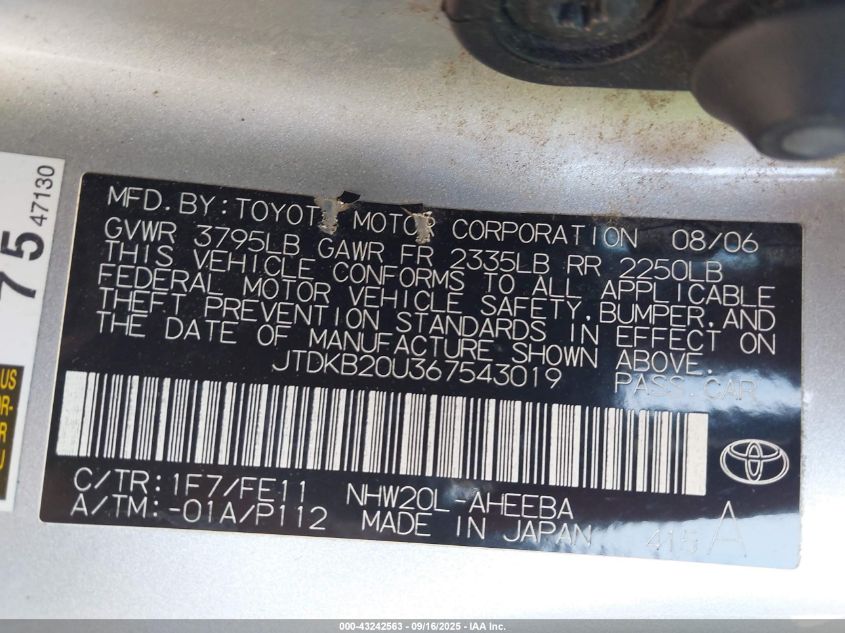 MFD. BY: TOYOTA MOTOR CORPORATION 08/06
GVWR 3795LB GAWR FR 2335LB RR 2250LB
THIS VEHICLE CONFORMS TO ALL APPLICABLE
FEDERAL MOTOR VEHICLE SAFETY, BUMPER, AND
THEFT PREVENTION STANDARDS IN EFFECT ON
THE DATE OF MANUFACTURE SHOWN ABOVE.
JTDKB20U367543019 PASS. CAR
C/TR: 1F7/FE11 NHW20L-AHEEBA
A/TM: -01A/P112 MADE IN JAPAN 415 A
75
47130
US
OR-
R
U
000-43242563 - 09/16/2025 - IAA Inc.